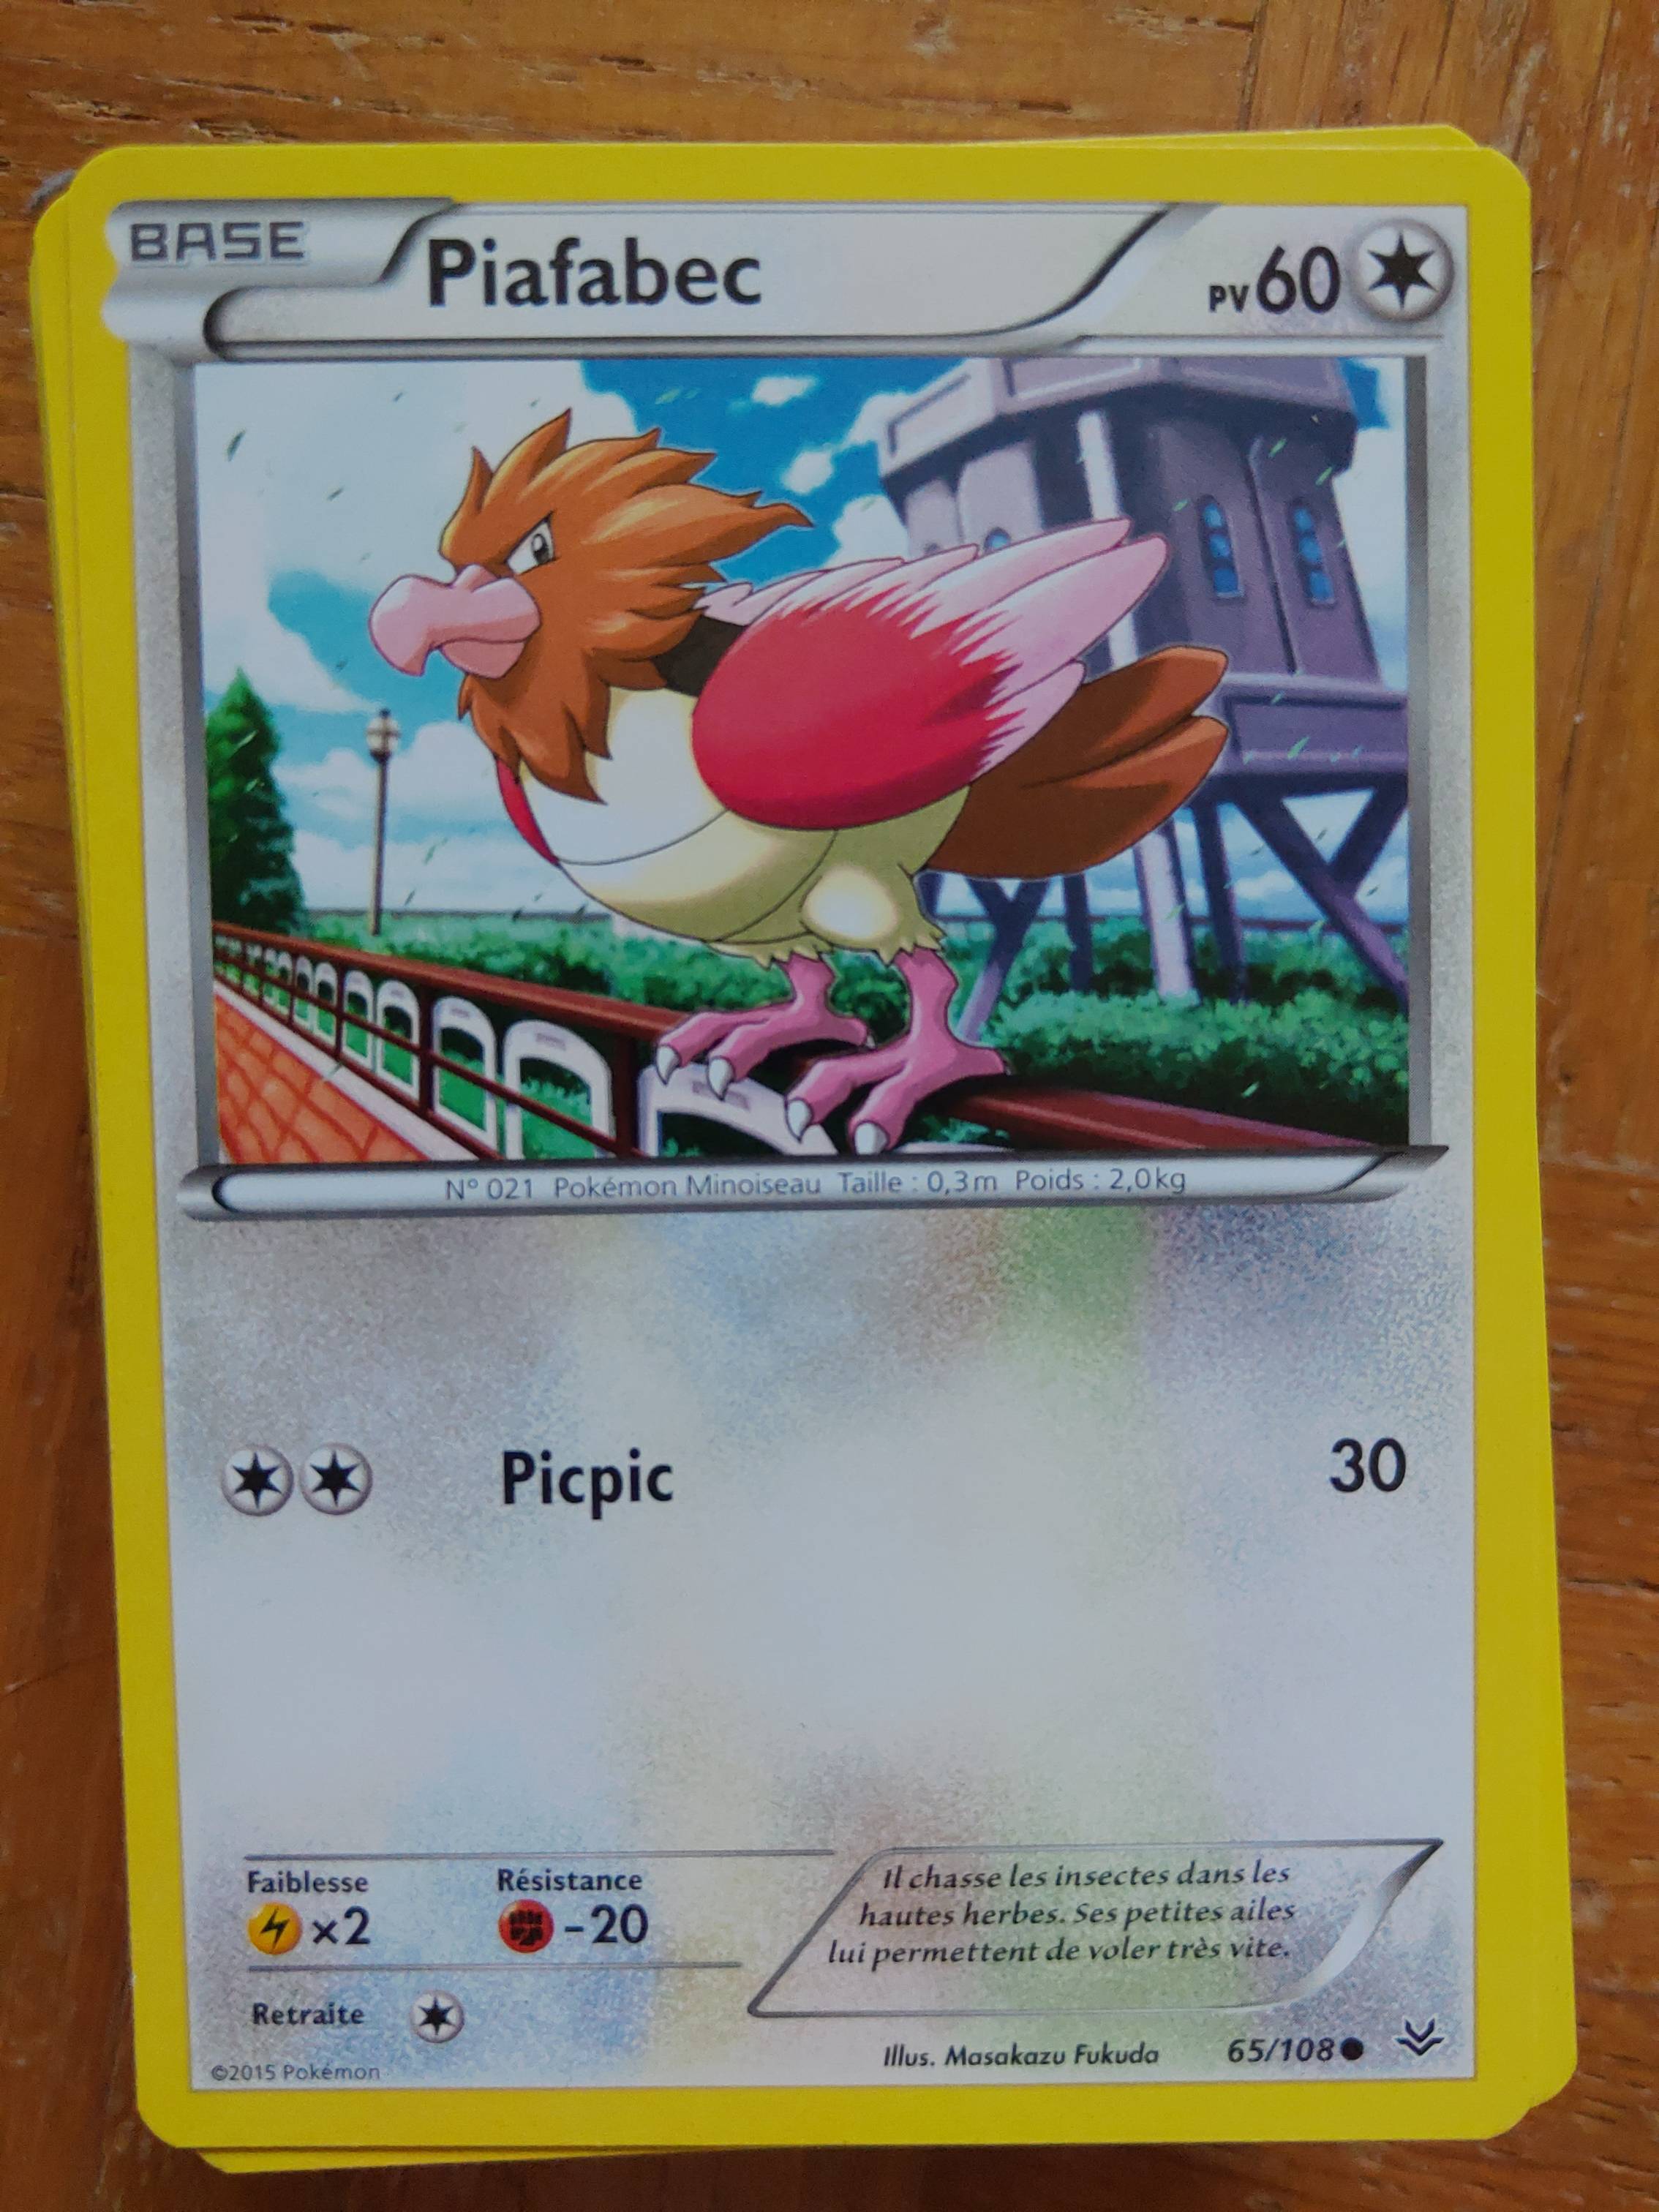 BASE
Piafabec
PV60
N° 021 Pokémon Minoiseau Taille : 0,3m Poids : 2,0kg
Picpic 30
Faiblesse Résistance
×2 -20
Il chasse les insectes dans les
hautes herbes. Ses petites ailes
lui permettent de voler très vite.
Retraite
Illus. Masakazu Fukuda 65/108
©2015 Pokémon